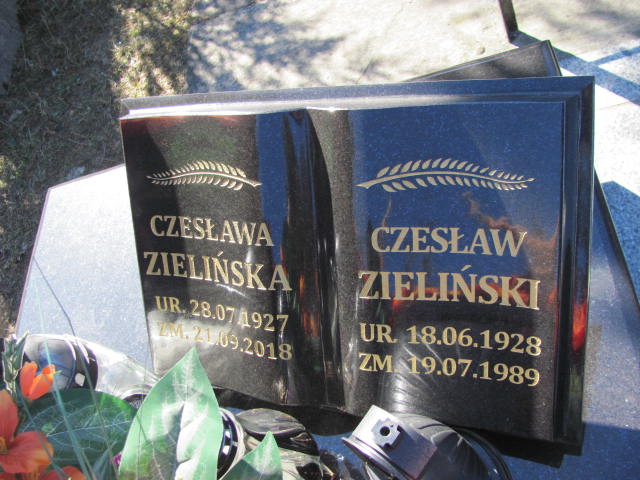 CZESŁAWA
ZIELIŃSKA
UR. 28.07.1927
ZM. 21.09.2018
CZESŁAW
ZIELIŃSKI
UR. 18.06.1928
ZM. 19.07.1989